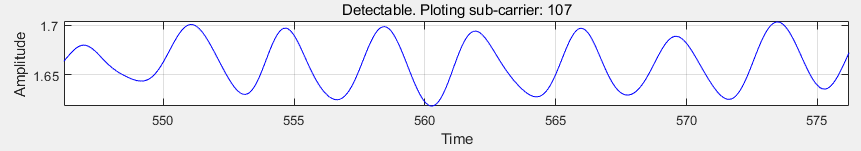 Detectable. Ploting sub-carrier: 107
1.7
1.65
Amplitude
550 555 560 565 570 575
Time